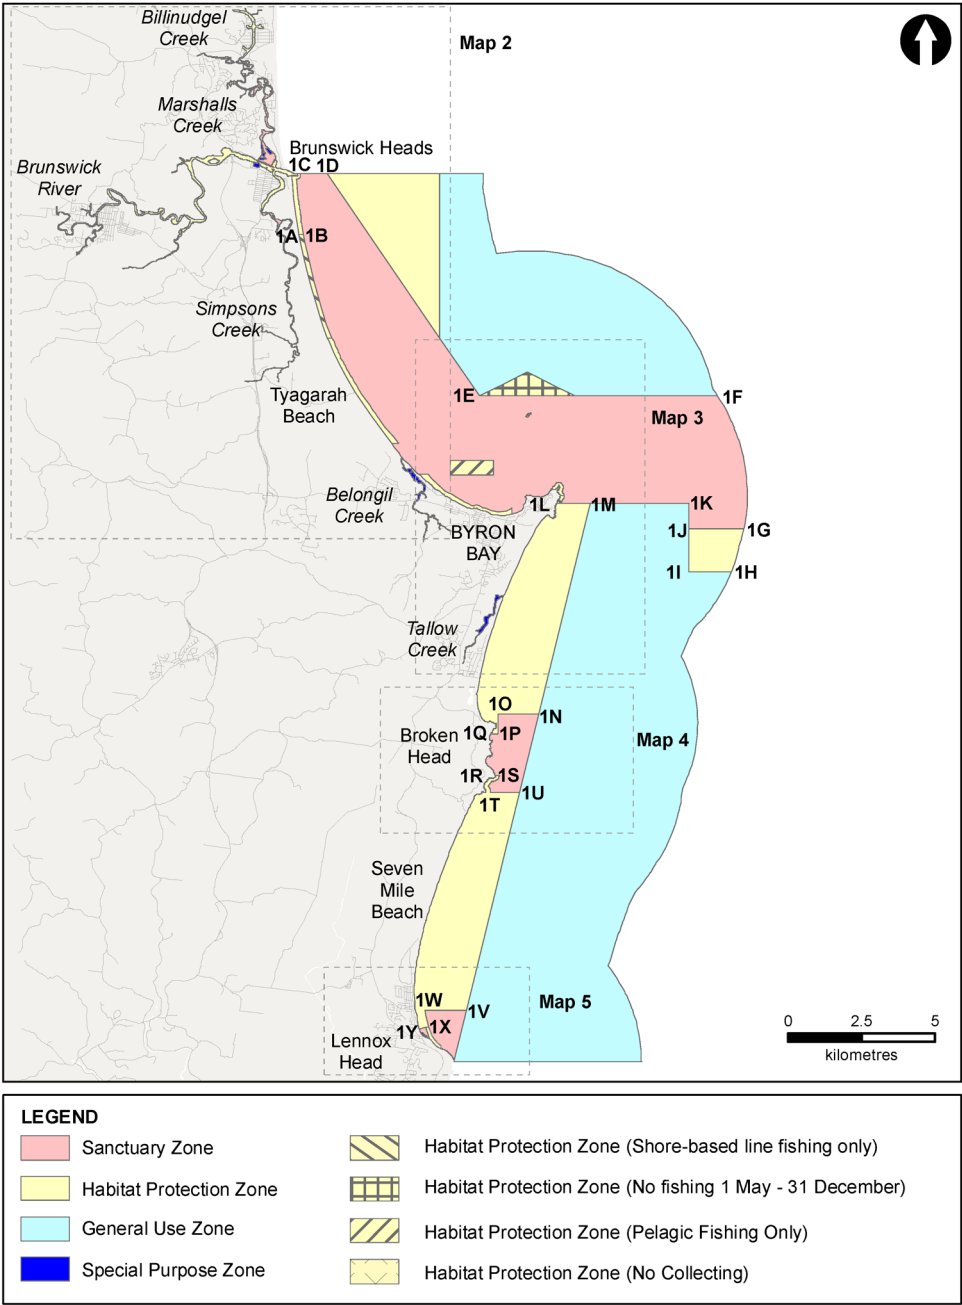 Billinudgel
Creek
Map 2
Marshalls
Creek
Brunswick Heads
1C 1D
Brunswick
River
1A 1B
Simpsons
Creek
Tyagarah
Beach
1E
1F
Map 3
Belongil
Creek
1L
1M
1K
BYRON
BAY
1J
1G
1I
1H
Tallow
Creek
1O
1N
1Q
1P
Broken
Head
Map 4
1R
1S
1T
1U
Seven
Mile
Beach
1W
1V
Map 5
1Y
1X
Lennox
Head
0 2.5 5
kilometres
LEGEND
Sanctuary Zone
Habitat Protection Zone
General Use Zone
Special Purpose Zone
Habitat Protection Zone (Shore-based line fishing only)
Habitat Protection Zone (No fishing 1 May - 31 December)
Habitat Protection Zone (Pelagic Fishing Only)
Habitat Protection Zone (No Collecting)